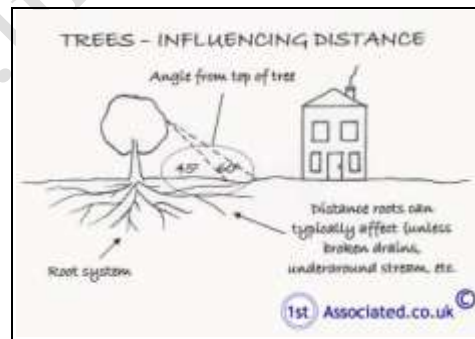 TREES – INFLUENCING DISTANCE
Angle from top of tree
45° 60°
Distance roots can
typically affect (unless
broken drains,
underground stream, etc.
Root system
1st Associated.co.uk ©